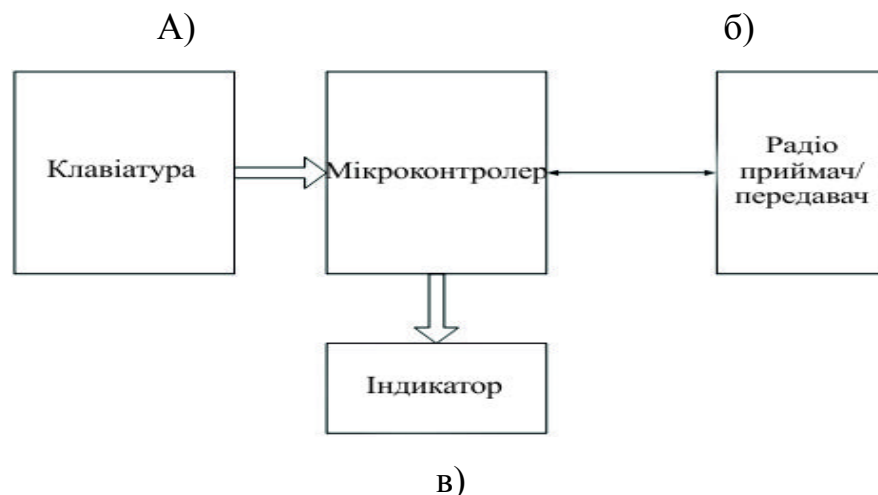 А) б)
Клавіатура
Мікроконтролер
Радіо
приймач/
передавач
Індикатор
в)